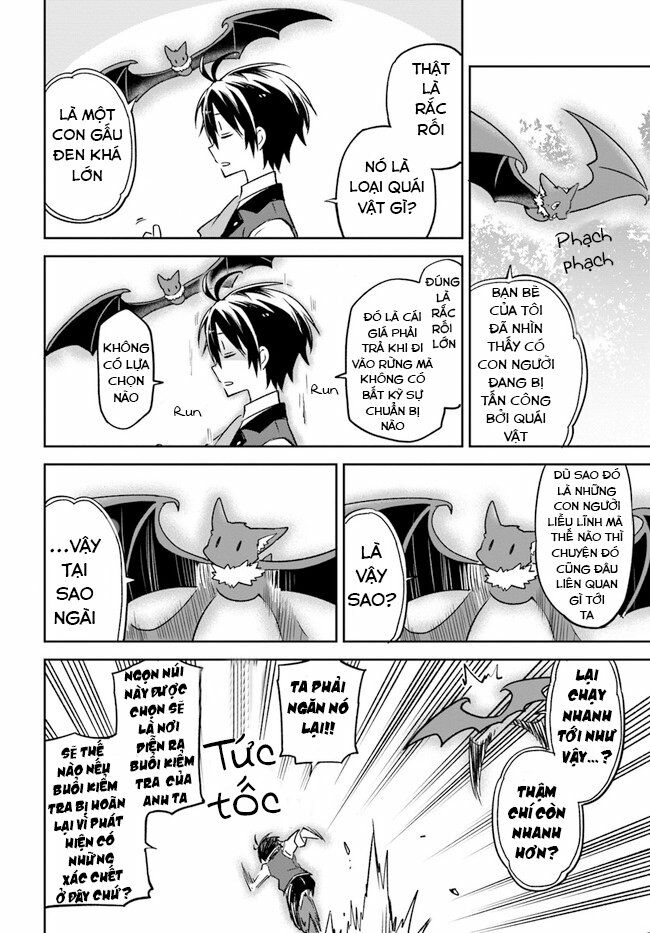 Phạch
phạch
BẠN BÈ
CỦA TÔI
ĐÃ NHÌN
THẤY CÓ
CON NGƯỜI
ĐANG BỊ
TẤN CÔNG
BỞI QUÁI
VẬT
THẬT
LÀ
RẮC
RỐI
NÓ LÀ
LOẠI QUÁI
VẬT GÌ?
LÀ MỘT
CON GẤU
ĐEN KHÁ
LỚN
ĐÚNG
LÀ
RẮC
RỐI
LỚN
ĐÓ LÀ CÁI
GIÁ PHẢI
TRẢ KHI ĐI
VÀO RỪNG MÀ
KHÔNG CÓ
BẤT KỲ SỰ
CHUẨN BỊ
NÀO
Run
Run
KHÔNG
CÓ LỰA
CHỌN
NÀO
DÙ SAO ĐÓ
LÀ NHỮNG
CON NGƯỜI
LIỀU LĨNH MÀ
THẾ NÀO THÌ
CHUYỆN ĐÓ
CŨNG ĐÂU
LIÊN QUAN
GÌ TỚI
TA
LÀ
VẬY
SAO?
...VẬY
TẠI
SAO
NGÀI
LẠI
CHẠY
NHANH
TỚI NHƯ
VẬY...?
THẬM
CHÍ CÒN
NHANH
HƠN?
TA PHẢI
NGĂN NÓ
LẠI!!
Tức
tốc
NGỌN NÚI
NÀY ĐƯỢC
CHỌN SẼ
LÀ NƠI
DIỄN RA
BUỔI KIỂM
TRA CỦA
ANH TA
SẼ THẾ
NÀO NẾU
BUỔI KIỂM
TRA BỊ HOÃN
LẠI VÌ PHÁT
HIỆN CÓ
NHỮNG
XÁC CHẾT
Ở ĐÂY CHỨ?